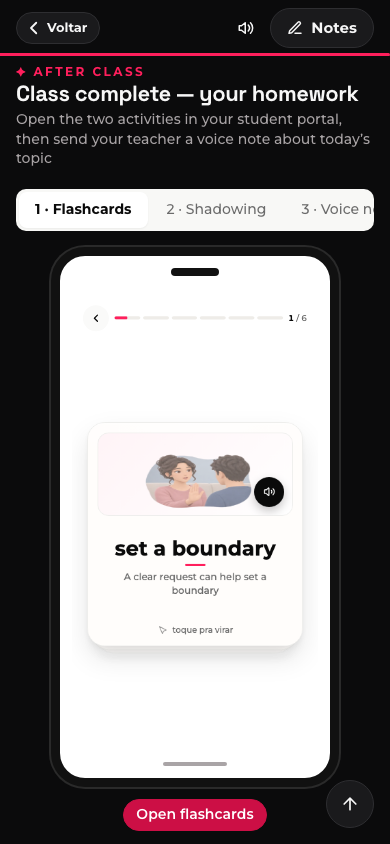 Voltar
Notes
AFTER CLASS
Class complete — your homework
Open the two activities in your student portal,
then send your teacher a voice note about today's
topic
1 · Flashcards
2 · Shadowing
3 · Voice
1 / 6
set a boundary
A clear request can help set a
boundary
toque pra virar
Open flashcards